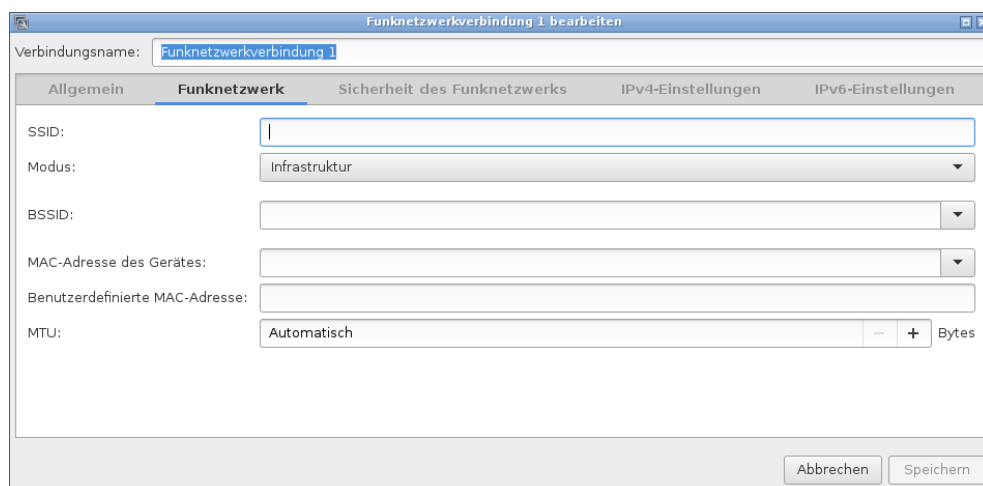 Funknetzwerkverbindung 1 bearbeiten
Verbindungsname: Funknetzwerkverbindung 1
Allgemein Funknetzwerk Sicherheit des Funknetzwerks IPv4-Einstellungen IPv6-Einstellungen
SSID:
Modus: Infrastruktur
BSSID:
MAC-Adresse des Gerätes:
Benutzerdefinierte MAC-Adresse:
MTU: Automatisch − + Bytes
Abbrechen Speichern